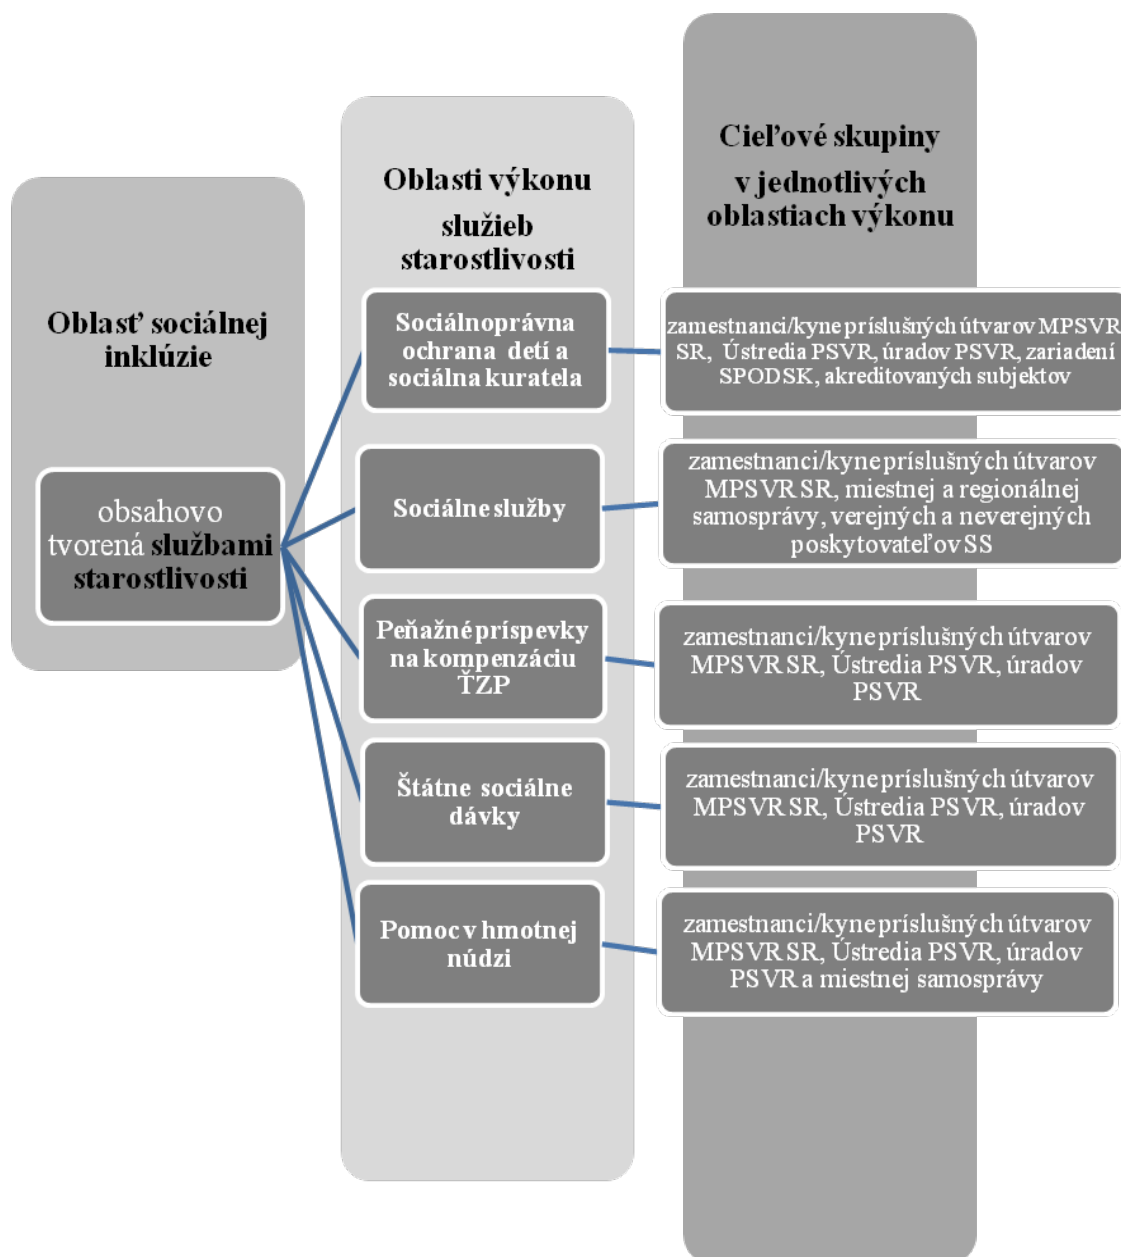 Oblasť sociálnej
inklúzie
obsahovo
tvorená službami
starostlivosti
Oblasti výkonu
služieb
starostlivosti
Sociálnoprávna
ochrana detí a
sociálna kuratela
Sociálne služby
Peňažné príspevky
na kompenzáciu
ŤZP
Štátne sociálne
dávky
Pomoc v hmotnej
núdzi
Cieľové skupiny
v jednotlivých
oblastiach výkonu
zamestnanci/kyne príslušných útvarov MPSVR
SR, Ústredia PSVR, úradov PSVR, zariadení
SPODSK, akreditovaných subjektov
zamestnanci/kyne príslušných útvarov
MPSVR SR, miestnej a regionálnej
samosprávy, verejných a neverejných
poskytovateľov SS
zamestnanci/kyne príslušných útvarov
MPSVR SR, Ústredia PSVR, úradov
PSVR
zamestnanci/kyne príslušných útvarov
MPSVR SR, Ústredia PSVR, úradov
PSVR
zamestnanci/kyne príslušných útvarov
MPSVR SR, Ústredia PSVR, úradov
PSVR a miestnej samosprávy